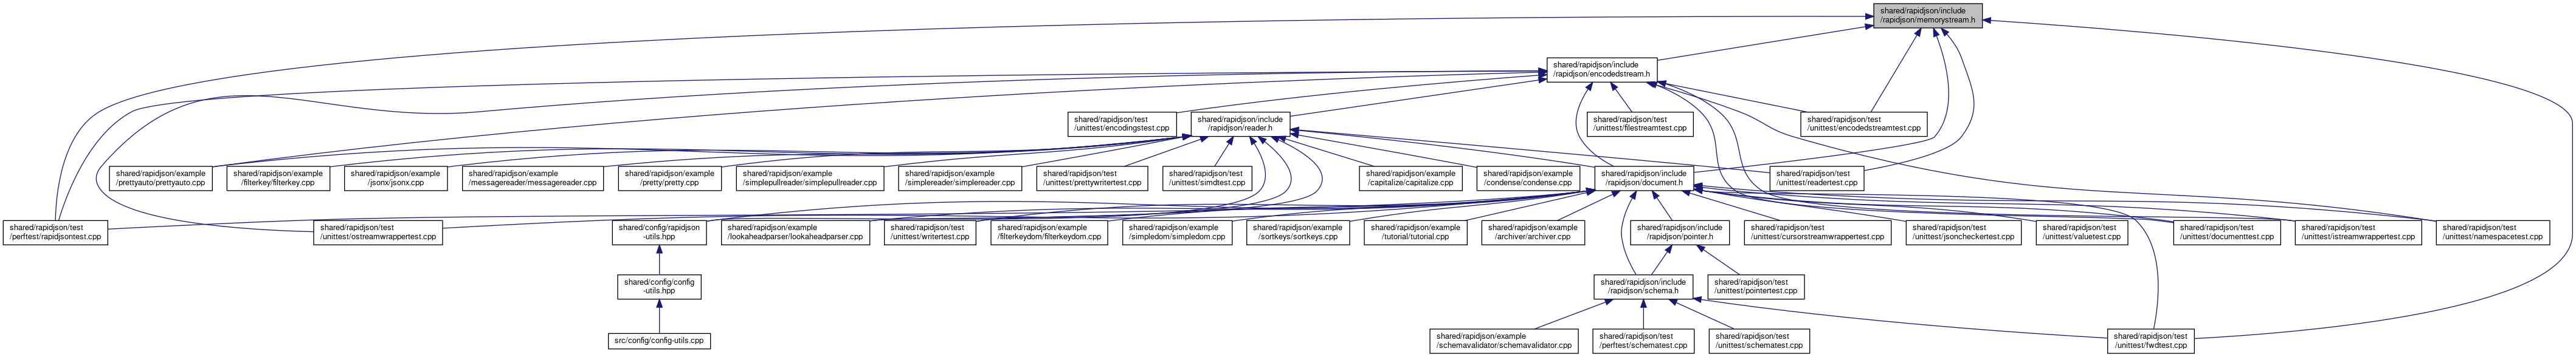 shared/rapidjson/include
/rapidjson/memorystream.h
shared/rapidjson/include
/rapidjson/encodedstream.h
shared/rapidjson/test
/unittest/encodingstest.cpp
shared/rapidjson/include
/rapidjson/reader.h
shared/rapidjson/test
/unittest/filestreamtest.cpp
shared/rapidjson/test
/unittest/encodedstreamtest.cpp
shared/rapidjson/example
/prettyauto/prettyauto.cpp
shared/rapidjson/example
/filterkey/filterkey.cpp
shared/rapidjson/example
/jsonx/jsonx.cpp
shared/rapidjson/example
/messagereader/messagereader.cpp
shared/rapidjson/example
/pretty/pretty.cpp
shared/rapidjson/example
/simplepullreader/simplepullreader.cpp
shared/rapidjson/example
/simplereader/simplereader.cpp
shared/rapidjson/test
/unittest/prettywritertest.cpp
shared/rapidjson/test
/unittest/simdtest.cpp
shared/rapidjson/example
/capitalize/capitalize.cpp
shared/rapidjson/example
/condense/condense.cpp
shared/rapidjson/include
/rapidjson/document.h
shared/rapidjson/test
/unittest/readertest.cpp
shared/rapidjson/test
/perftest/rapidjsontest.cpp
shared/rapidjson/test
/unittest/ostreamwrappertest.cpp
shared/config/rapidjson
-utils.hpp
shared/rapidjson/example
/lookaheadparser/lookaheadparser.cpp
shared/rapidjson/test
/unittest/writertest.cpp
shared/rapidjson/example
/filterkeydom/filterkeydom.cpp
shared/rapidjson/example
/simpledom/simpledom.cpp
shared/rapidjson/example
/sortkeys/sortkeys.cpp
shared/rapidjson/example
/tutorial/tutorial.cpp
shared/rapidjson/example
/archiver/archiver.cpp
shared/rapidjson/include
/rapidjson/pointer.h
shared/rapidjson/test
/unittest/cursorstreamwrappertest.cpp
shared/rapidjson/test
/unittest/jsoncheckertest.cpp
shared/rapidjson/test
/unittest/valuetest.cpp
shared/rapidjson/test
/unittest/documenttest.cpp
shared/rapidjson/test
/unittest/istreamwrappertest.cpp
shared/rapidjson/test
/unittest/namespacetest.cpp
shared/config/config
-utils.hpp
shared/rapidjson/include
/rapidjson/schema.h
shared/rapidjson/test
/unittest/pointertest.cpp
src/config/config-utils.cpp
shared/rapidjson/example
/schemavalidator/schemavalidator.cpp
shared/rapidjson/test
/perftest/schematest.cpp
shared/rapidjson/test
/unittest/schematest.cpp
shared/rapidjson/test
/unittest/fwdtest.cpp